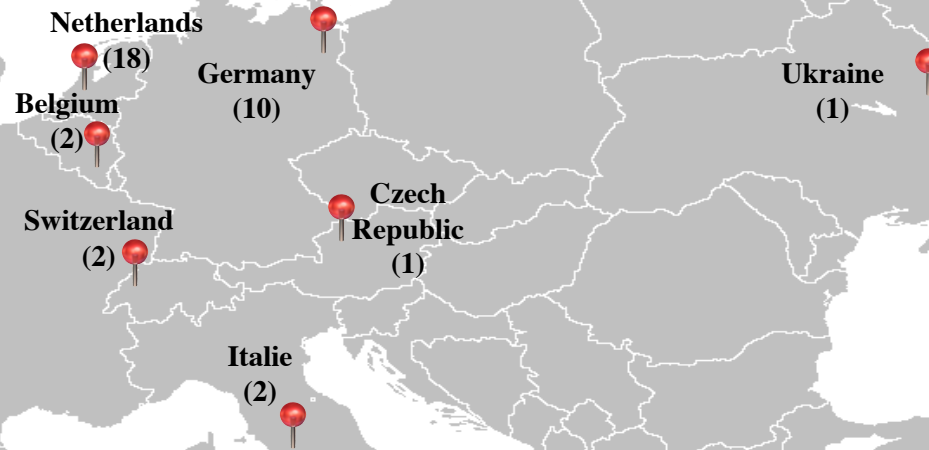 Netherlands
(18)
Germany
(10)
Ukraine
(1)
Belgium
(2)
Czech
Republic
(1)
Switzerland
(2)
Italie
(2)